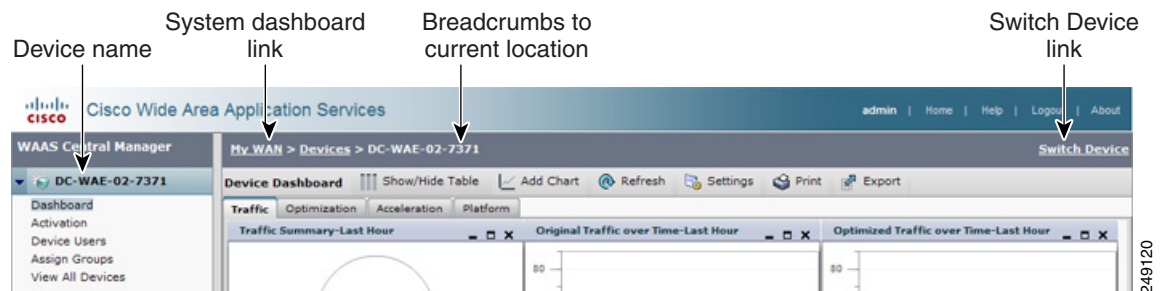 Device name
System dashboard
link
Breadcrumbs to
current location
Switch Device
link
CISCO
Cisco Wide Area Application Services
admin | Home | Help | Logout | About
WAAS Central Manager
My WAN > Devices > DC-WAE-02-7371
Switch Device
DC-WAE-02-7371
Device Dashboard Show/Hide Table Add Chart Refresh Settings Print Export
Dashboard
Activation
Device Users
Assign Groups
View All Devices
Traffic Optimization Acceleration Platform
Traffic Summary-Last Hour
Original Traffic over Time-Last Hour
Optimized Traffic over Time-Last Hour
80
80
249120